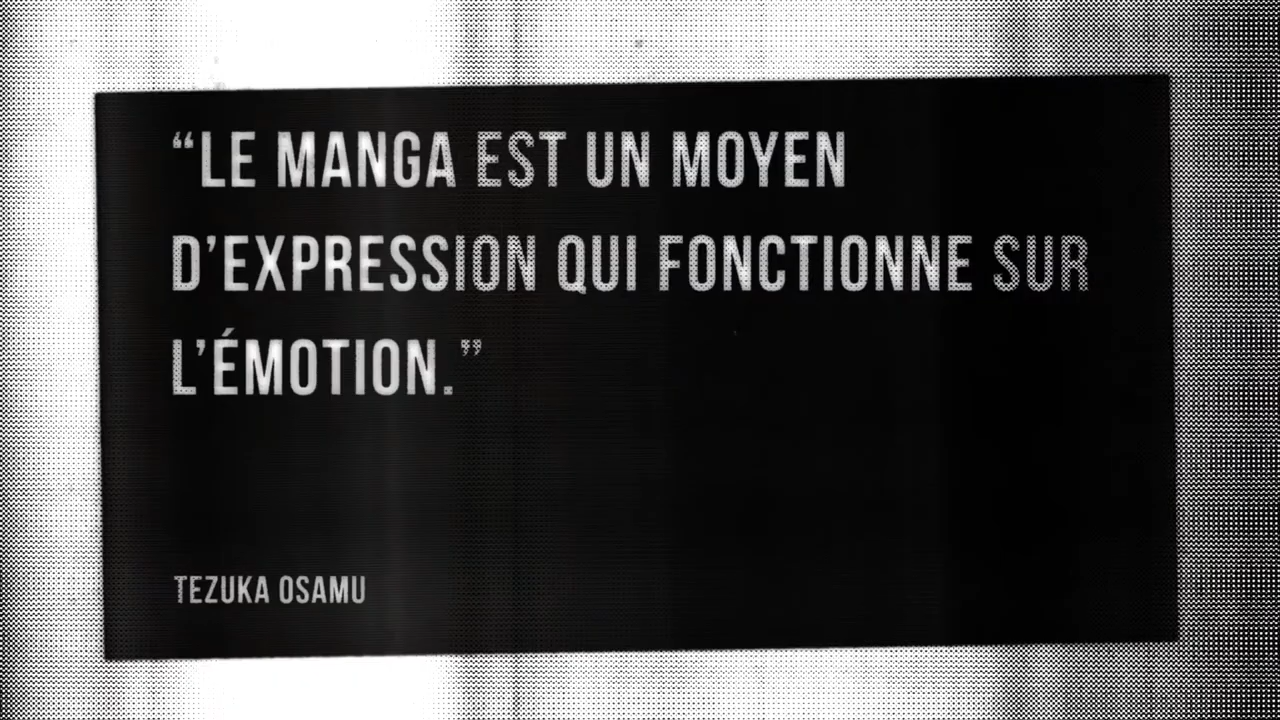 “LE MANGA EST UN MOYEN
D’EXPRESSION QUI FONCTIONNE SUR
L’ÉMOTION.”
TEZUKA OSAMU